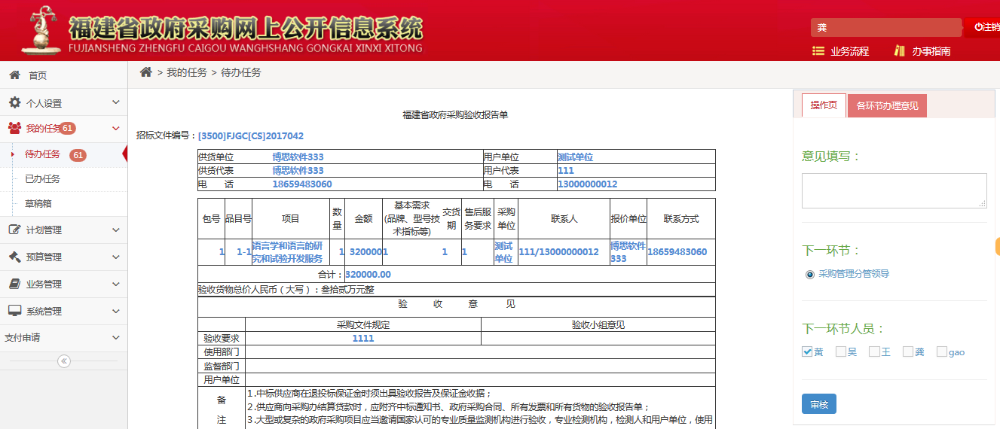 福建省政府采购网上公开信息系统
FUJIANSHENG ZHENGFU CAIGOU WANGHSHANG GONGKAI XINXI XITONG
龚
注销
业务流程
办事指南
首页
个人设置
我的任务 61
待办任务 61
已办任务
草稿箱
计划管理
预算管理
业务管理
系统管理
支付申请
> 我的任务 > 待办任务
福建省政府采购验收报告单
招标文件编号：[3500]FJGC[CS]2017042
供货单位 博思软件333 用户单位 测试单位
供货代表 博思软件333 用户代表 111
电 话 18659483060 电 话 13000000012
包号 品目号 项目 数量 金额 基本需求(品牌、型号技术指标等) 交货期 售后服务要求 采购单位 联系人 报价单位 联系方式
1 1-1 语言学和语言的研究和试验开发服务 1 320000 1 1 1 测试单位 111/13000000012 博思软件333 18659483060
合计：320000.00
验收货物总价人民币（大写）：叁拾贰万元整
验 收 意 见
采购文件规定 验收小组意见
验收要求 1111
使用部门
监督部门
用户单位
备注
1.中标供应商在退投标保证金时须出具验收报告及保证金收据；
2.供应商向采购办结算贷款时，应附齐中标通知书、政府采购合同、所有发票和所有货物的验收报告单；
3.大型或复杂的政府采购项目应当邀请国家认可的专业质量监测机构进行验收，专业检测机构，检测人和用户单位，使用
操作页
各环节办理意见
意见填写：
下一环节：
采购管理分管领导
下一环节人员：
黄 吴 王 龚 gao
审核